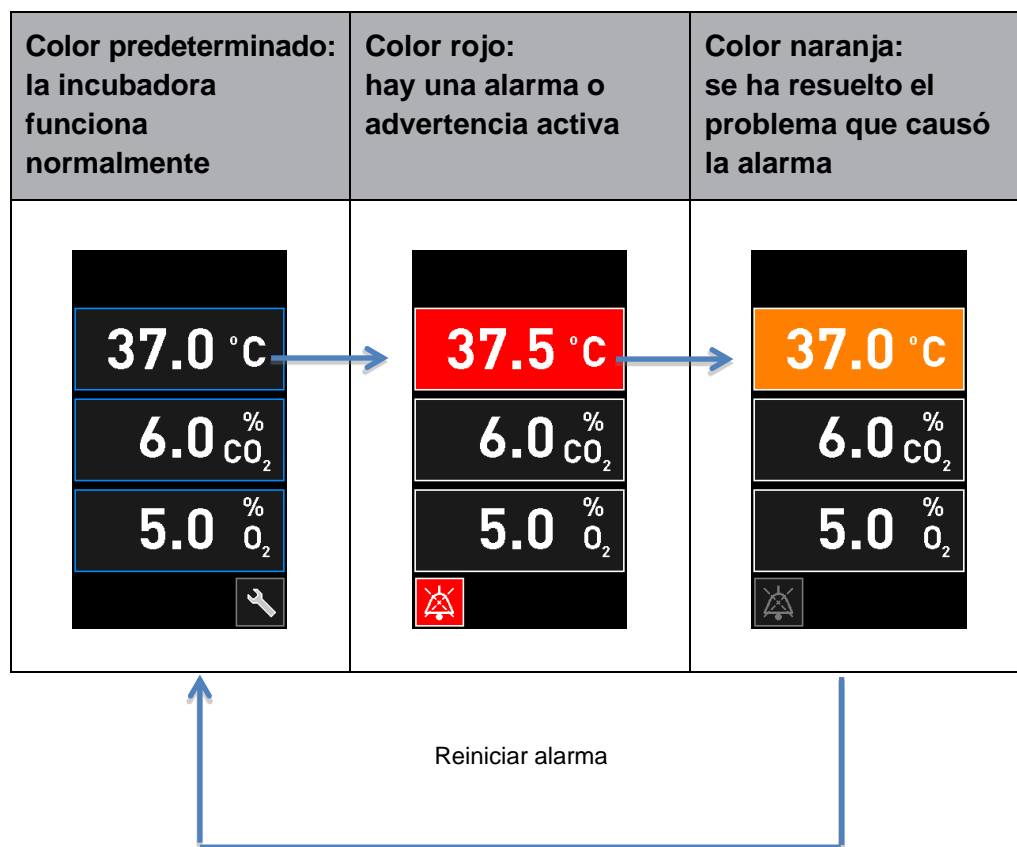 Color predeterminado:
la incubadora
funciona
normalmente
Color rojo:
hay una alarma o
advertencia activa
Color naranja:
se ha resuelto el
problema que causó
la alarma
37.0 °C
6.0 % CO₂
5.0 % O₂
37.5 °C
6.0 % CO₂
5.0 % O₂
37.0 °C
6.0 % CO₂
5.0 % O₂
Reiniciar alarma